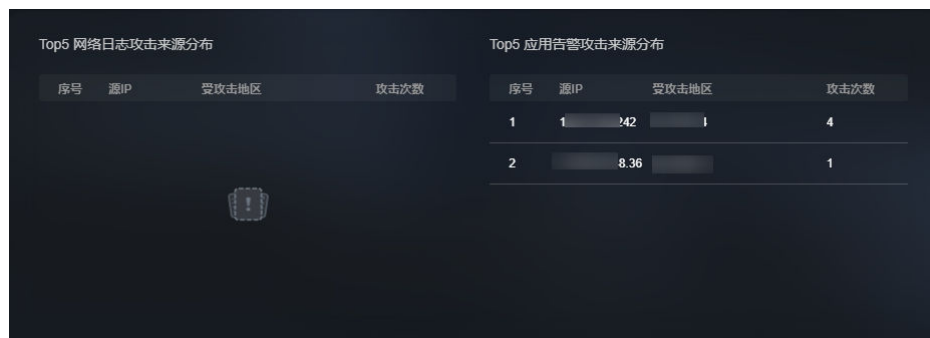 Top5 网络日志攻击来源分布
序号 源IP 受攻击地区 攻击次数
Top5 应用告警攻击来源分布
序号 源IP 受攻击地区 攻击次数
1 1 242 4
2 8.36 1